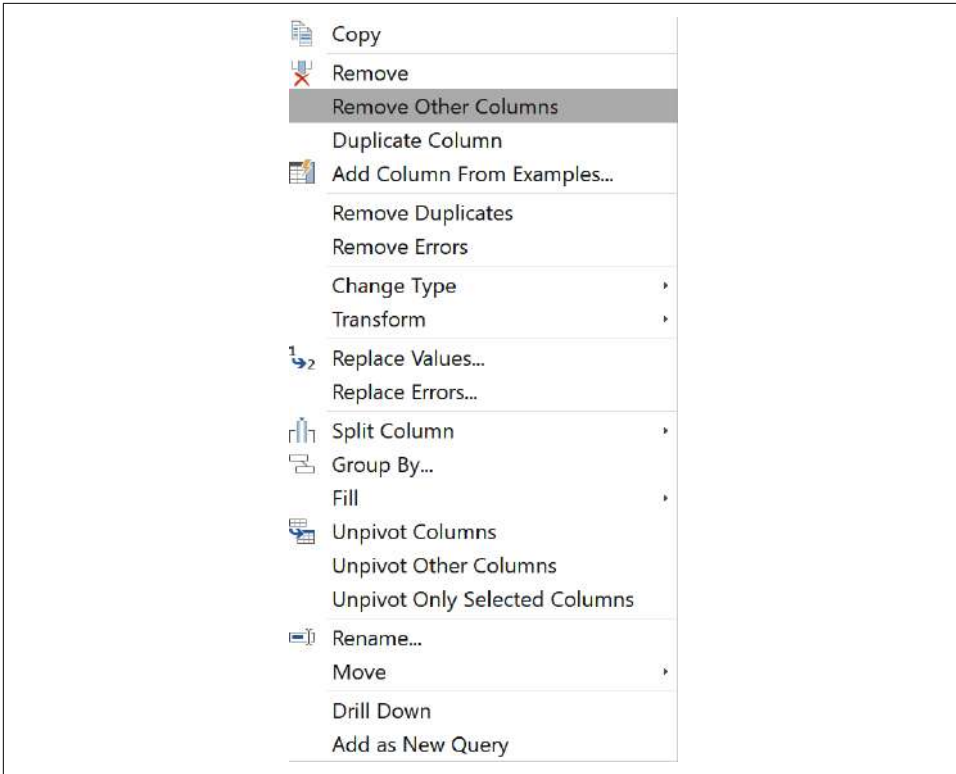 Copy
Remove
Remove Other Columns
Duplicate Column
Add Column From Examples...
Remove Duplicates
Remove Errors
Change Type
Transform
1
2
Replace Values...
Replace Errors...
Split Column
Group By...
Fill
Unpivot Columns
Unpivot Other Columns
Unpivot Only Selected Columns
Rename...
Move
Drill Down
Add as New Query